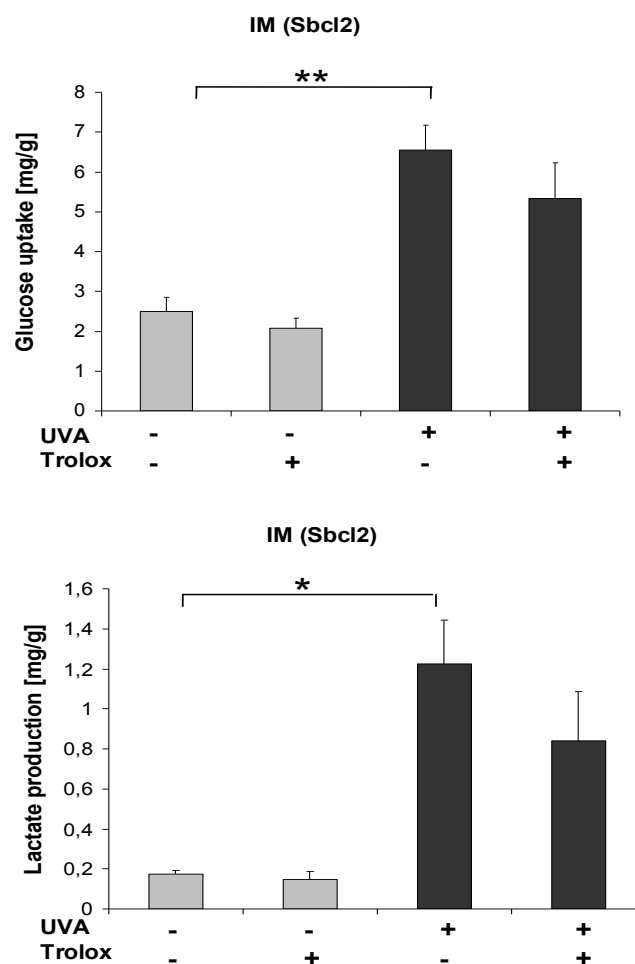 IM (Sbcl2)
**
Glucose uptake [mg/g]
8
7
6
5
4
3
2
1
0
UVA - - + +
Trolox - + - +
IM (Sbcl2)
*
Lactate production [mg/g]
1,6
1,4
1,2
1
0,8
0,6
0,4
0,2
0
UVA - - + +
Trolox - + - +